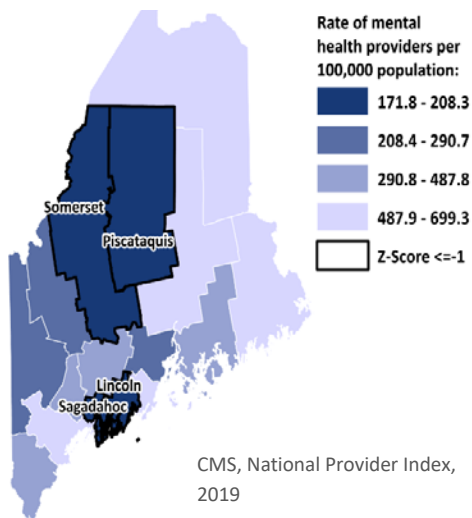 Rate of mental
health providers per
100,000 population:
171.8 - 208.3
208.4 - 290.7
290.8 - 487.8
487.9 - 699.3
Z-Score <=-1
Somerset
Piscataquis
Lincoln
Sagadahoc
CMS, National Provider Index,
2019